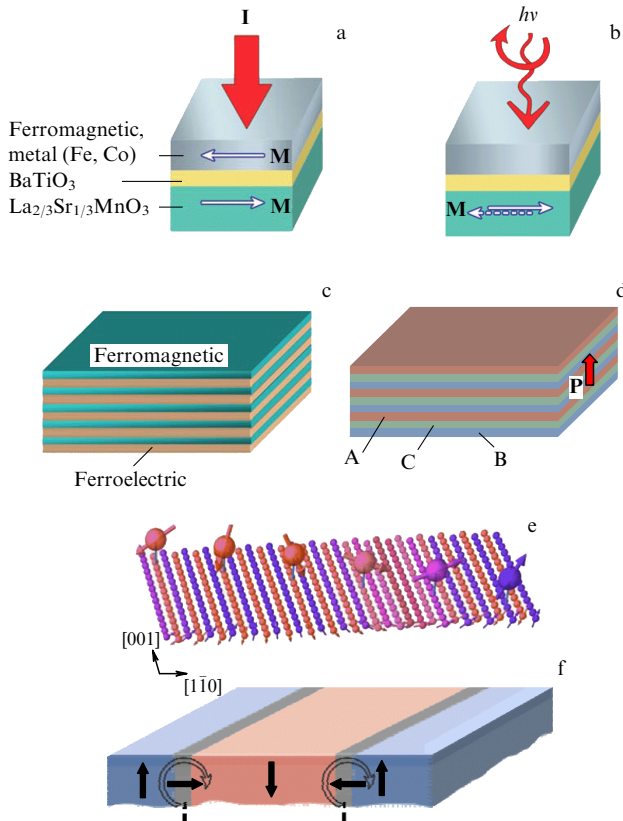 I
a
Ferromagnetic,
metal (Fe, Co)
M
BaTiO₃
La₂/₃Sr₁/₃MnO₃
M
hν
b
M
c
Ferromagnetic
Ferroelectric
d
P
A
C
B
e
[001]
[11̄0]
f